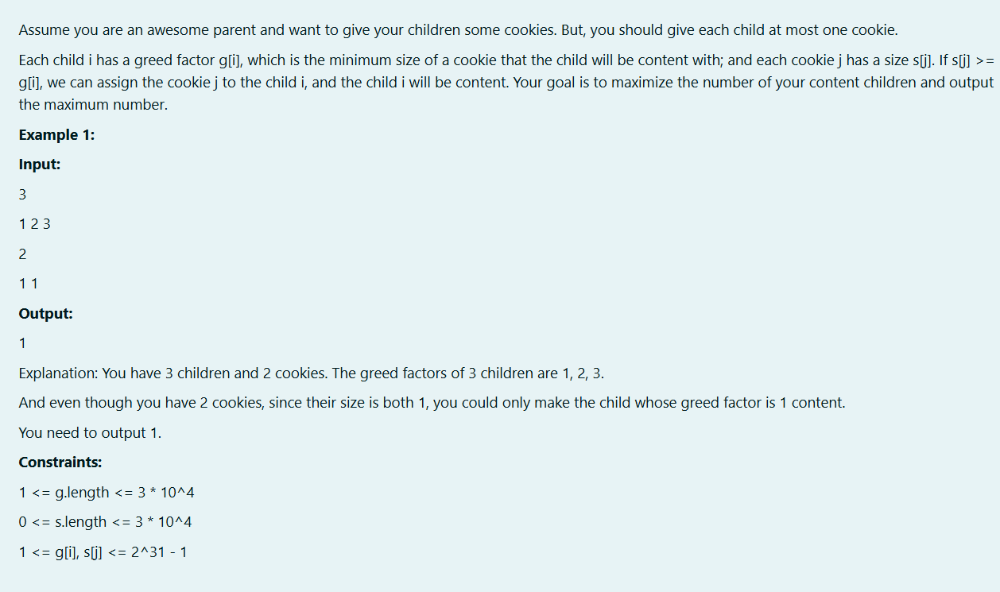 Assume you are an awesome parent and want to give your children some cookies. But, you should give each child at most one cookie.
Each child i has a greed factor g[i], which is the minimum size of a cookie that the child will be content with; and each cookie j has a size s[j]. If s[j] >=
g[i], we can assign the cookie j to the child i, and the child i will be content. Your goal is to maximize the number of your content children and output
the maximum number.
Example 1:
Input:
3
1 2 3
2
1 1
Output:
1
Explanation: You have 3 children and 2 cookies. The greed factors of 3 children are 1, 2, 3.
And even though you have 2 cookies, since their size is both 1, you could only make the child whose greed factor is 1 content.
You need to output 1.
Constraints:
1 <= g.length <= 3 * 10^4
0 <= s.length <= 3 * 10^4
1 <= g[i], s[j] <= 2^31 - 1